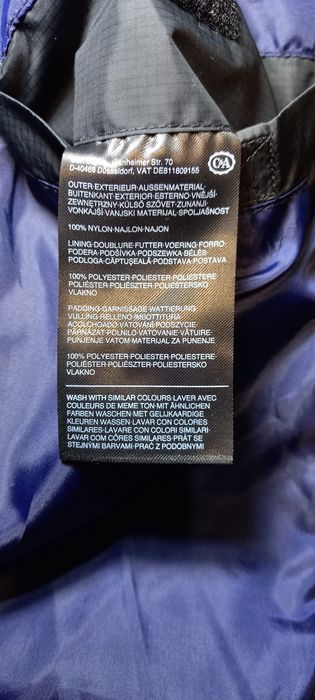 Str. 70
D-40468 Düsseldorf, VAT DE811809155
C&A
OUTER·EXTERIEUR·AUSSENMATERIAL·
BUITENKANT·EXTERIOR·ESTERNO·VNĚJŠÍ·
ZEWNĘTRZNY·KÜLSŐ SZÖVET·ZUNANJI·
VONKAJŠÍ·VANJSKI MATERIJAL·SPOLJAŠNOST
100% NYLON·NAJLON·NAJON
LINING·DOUBLURE·FUTTER·VOERING·FORRO·
FODERA·PODŠÍVKA·PODSZEWKA·BÉLÉS·
PODLOGA·CĂPTUŞEALĂ·PODSTAVA·POSTAVA
100% POLYESTER·POLIESTER·POLIESTERE·
POLIÉSTER·POLIÉSZTER·POLIESTERSKO
VLAKNO
PADDING·GARNISSAGE·WATTIERUNG·
VULLING·RELLENO·IMBOTTITURA·
ACOLCHOADO·VATOVÁNÍ·PODSZYCIE·
PÁRNÁZAT·POLNILO·VATOVANIE·VĂTUIRE·
PUNJENJE VATOM·MATERIJAL ZA PUNENJE
100% POLYESTER·POLIESTER·POLIESTERE·
POLIÉSTER·POLIÉSZTER·POLIESTERSKO
VLAKNO
WASH WITH SIMILAR COLOURS·LAVER AVEC
COULEURS DE MEME TON·MIT ÄHNLICHEN
FARBEN WASCHEN·MET GELIJKAARDIGE
KLEUREN WASSEN·LAVAR CON COLORES
SIMILARES·LAVARE CON COLORI SIMILARI·
LAVAR COM CÔRES SIMILARES·PRÁT SE
STEJNÝMI BARVAMI·PRAĆ Z PODOBNYMI